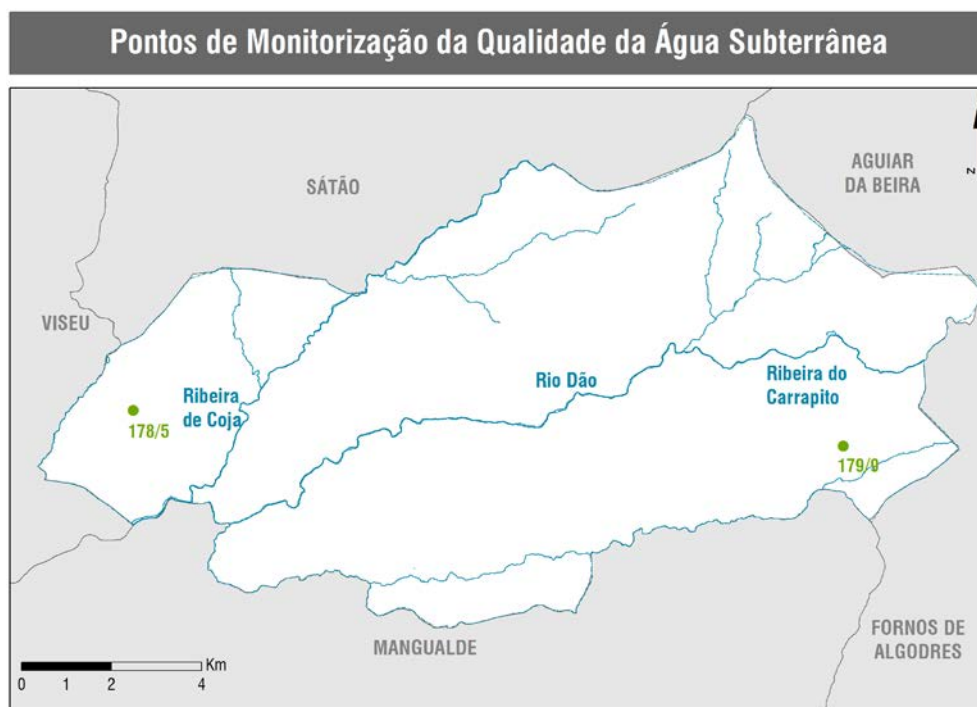 Pontos de Monitorização da Qualidade da Água Subterrânea
SÁTÃO
AGUIAR
DA BEIRA
N
VISEU
Ribeira
de Coja
Rio Dão
Ribeira do
Carrapito
178/5
179/9
MANGUALDE
FORNOS DE
ALGODRES
Km
0 1 2 4